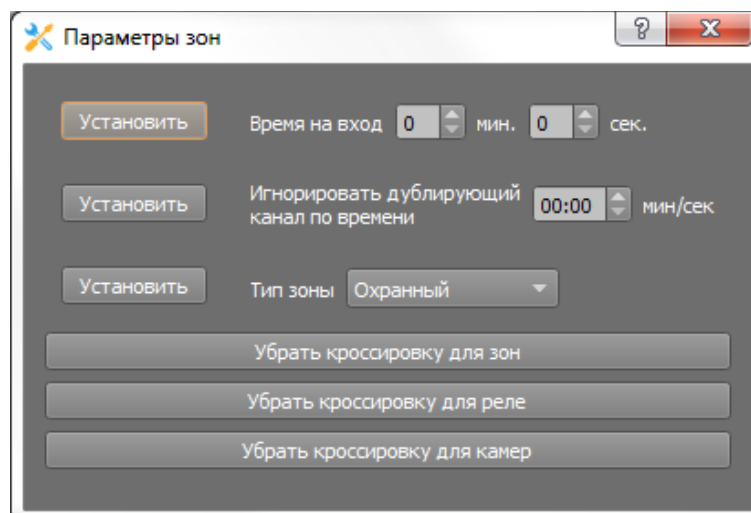 Параметры зон
Установить Время на вход 0 мин. 0 сек.
Установить Игнорировать дублирующий канал по времени 00:00 мин/сек
Установить Тип зоны Охранный
Убрать кроссировку для зон
Убрать кроссировку для реле
Убрать кроссировку для камер